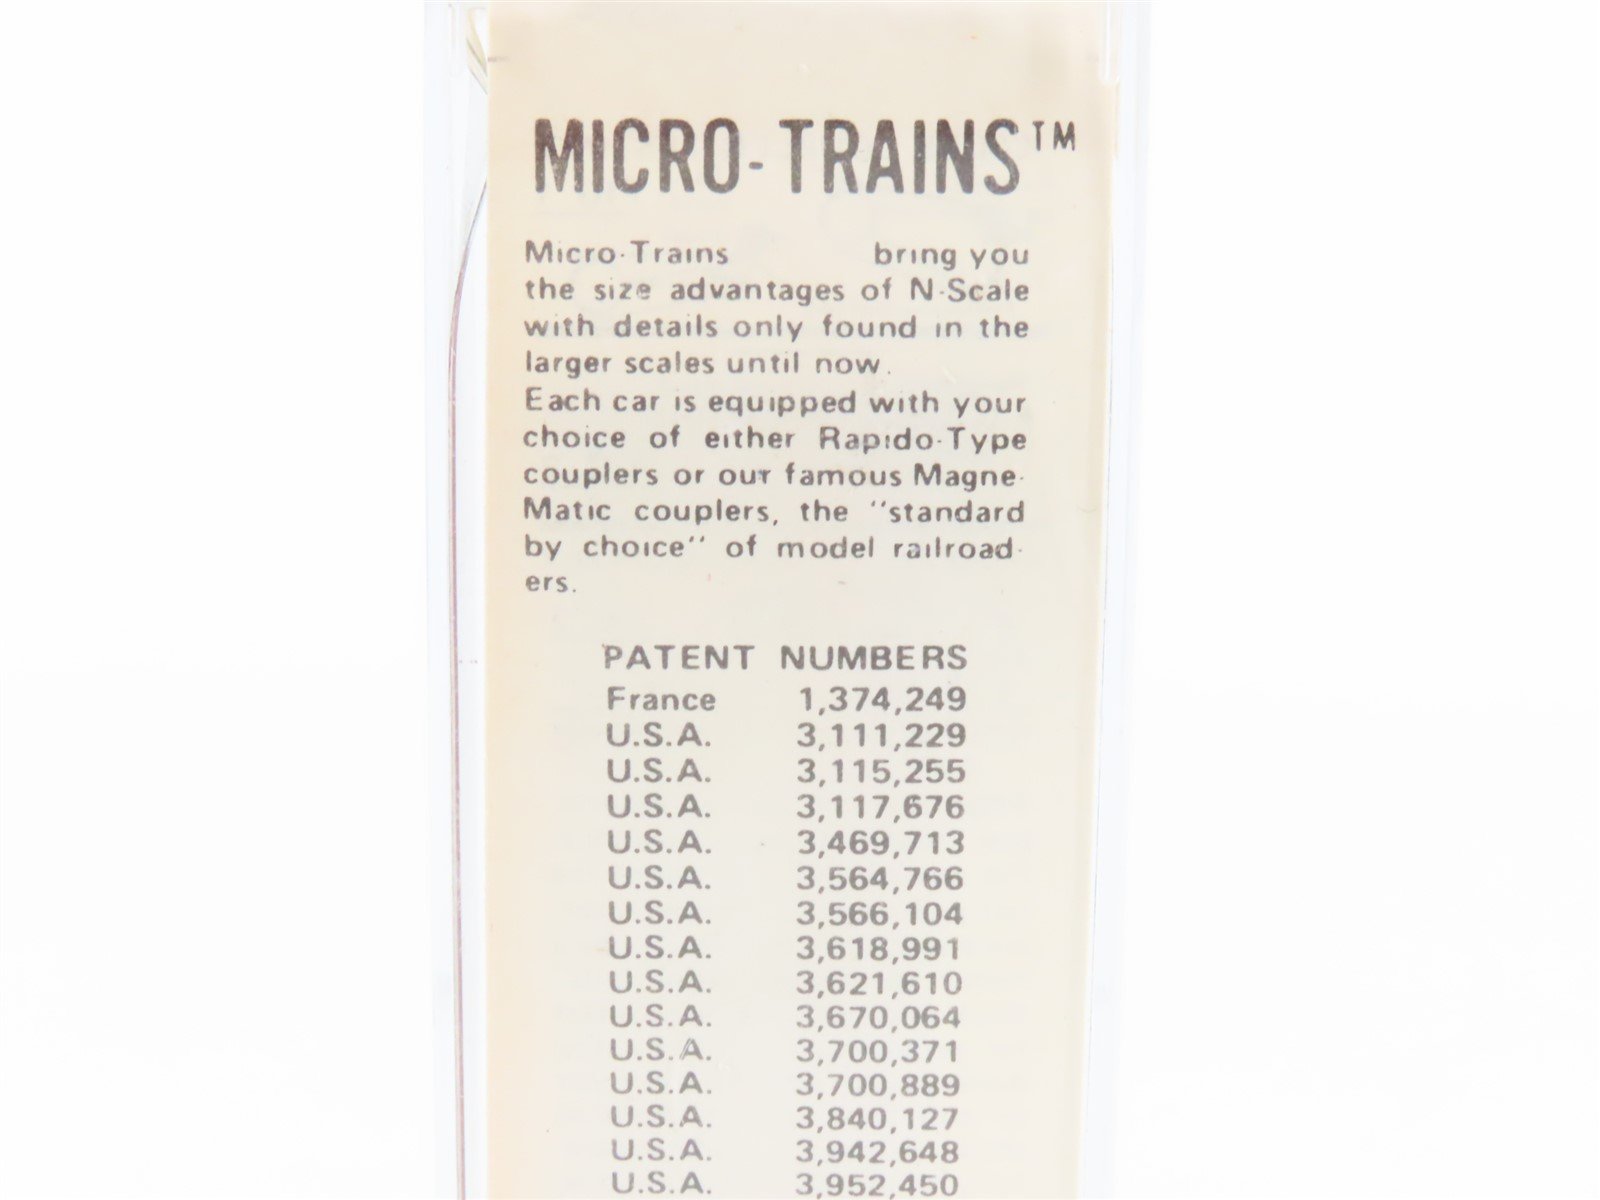 MICRO-TRAINS™
Micro-Trains bring you
the size advantages of N-Scale
with details only found in the
larger scales until now.
Each car is equipped with your
choice of either Rapido-Type
couplers or our famous Magne-
Matic couplers, the "standard
by choice" of model railroad-
ers.
PATENT NUMBERS
France 1,374,249
U.S.A. 3,111,229
U.S.A. 3,115,255
U.S.A. 3,117,676
U.S.A. 3,469,713
U.S.A. 3,564,766
U.S.A. 3,566,104
U.S.A. 3,618,991
U.S.A. 3,621,610
U.S.A. 3,670,064
U.S.A. 3,700,371
U.S.A. 3,700,889
U.S.A. 3,840,127
U.S.A. 3,942,648
U.S.A. 3,952,450